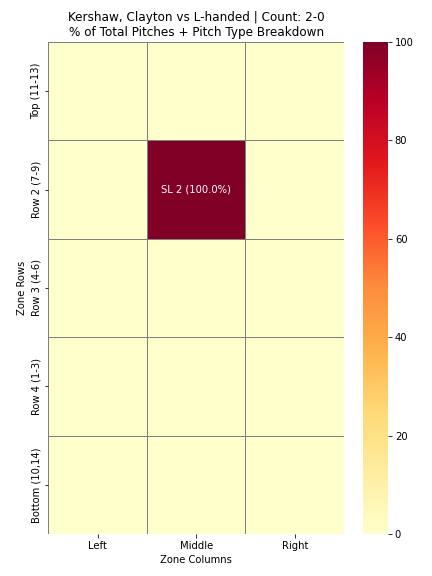 Kershaw, Clayton vs L-handed | Count: 2-0
% of Total Pitches + Pitch Type Breakdown
Zone Rows
Top (11-13)
Row 2 (7-9)
Row 3 (4-6)
Row 4 (1-3)
Bottom (10,14)
SL 2 (100.0%)
Left
Middle
Right
Zone Columns
100
80
60
40
20
0